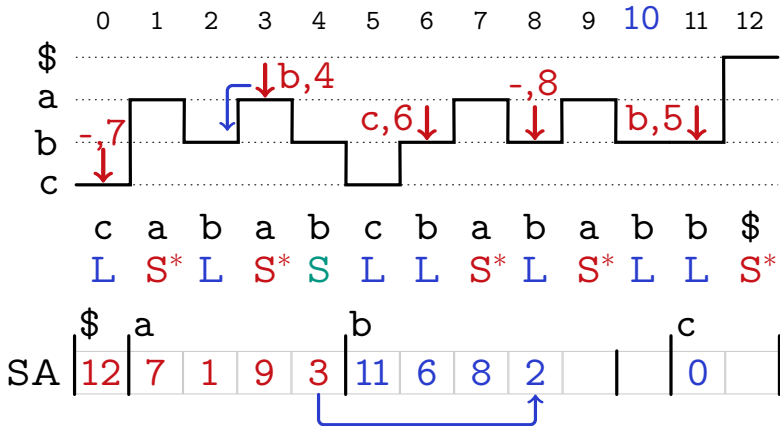 0 1 2 3 4 5 6 7 8 9 10 11 12
$
a b,4 -,8
b -,7 c,6 b,5
c
c a b a b c b a b a b b $
L S* L S* S L L S* L S* L L S*
$ a b c
SA 12 7 1 9 3 11 6 8 2 0